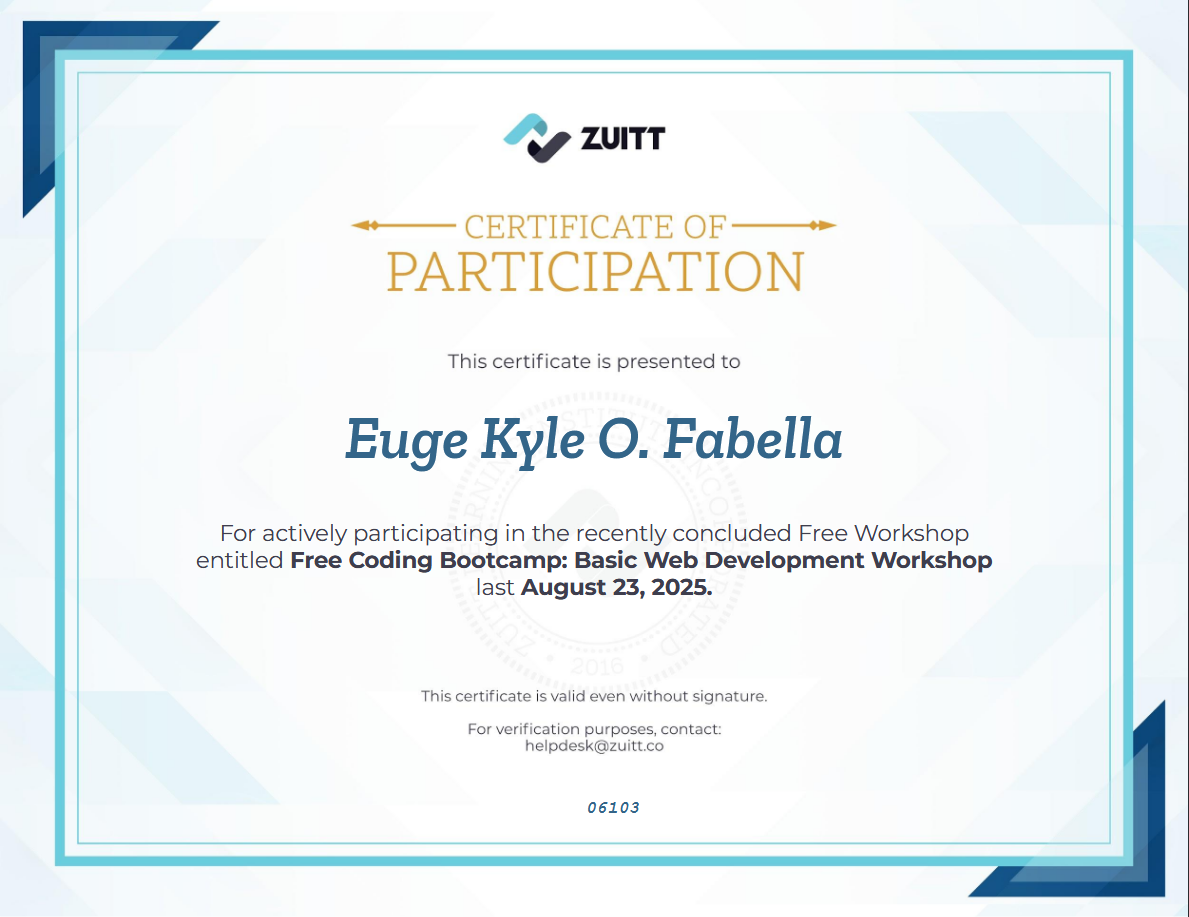 ZUITT
CERTIFICATE OF
PARTICIPATION
This certificate is presented to
Euge Kyle O. Fabella
For actively participating in the recently concluded Free Workshop
entitled Free Coding Bootcamp: Basic Web Development Workshop
last August 23, 2025.
2016
This certificate is valid even without signature.
For verification purposes, contact:
helpdesk@zuitt.co
06103